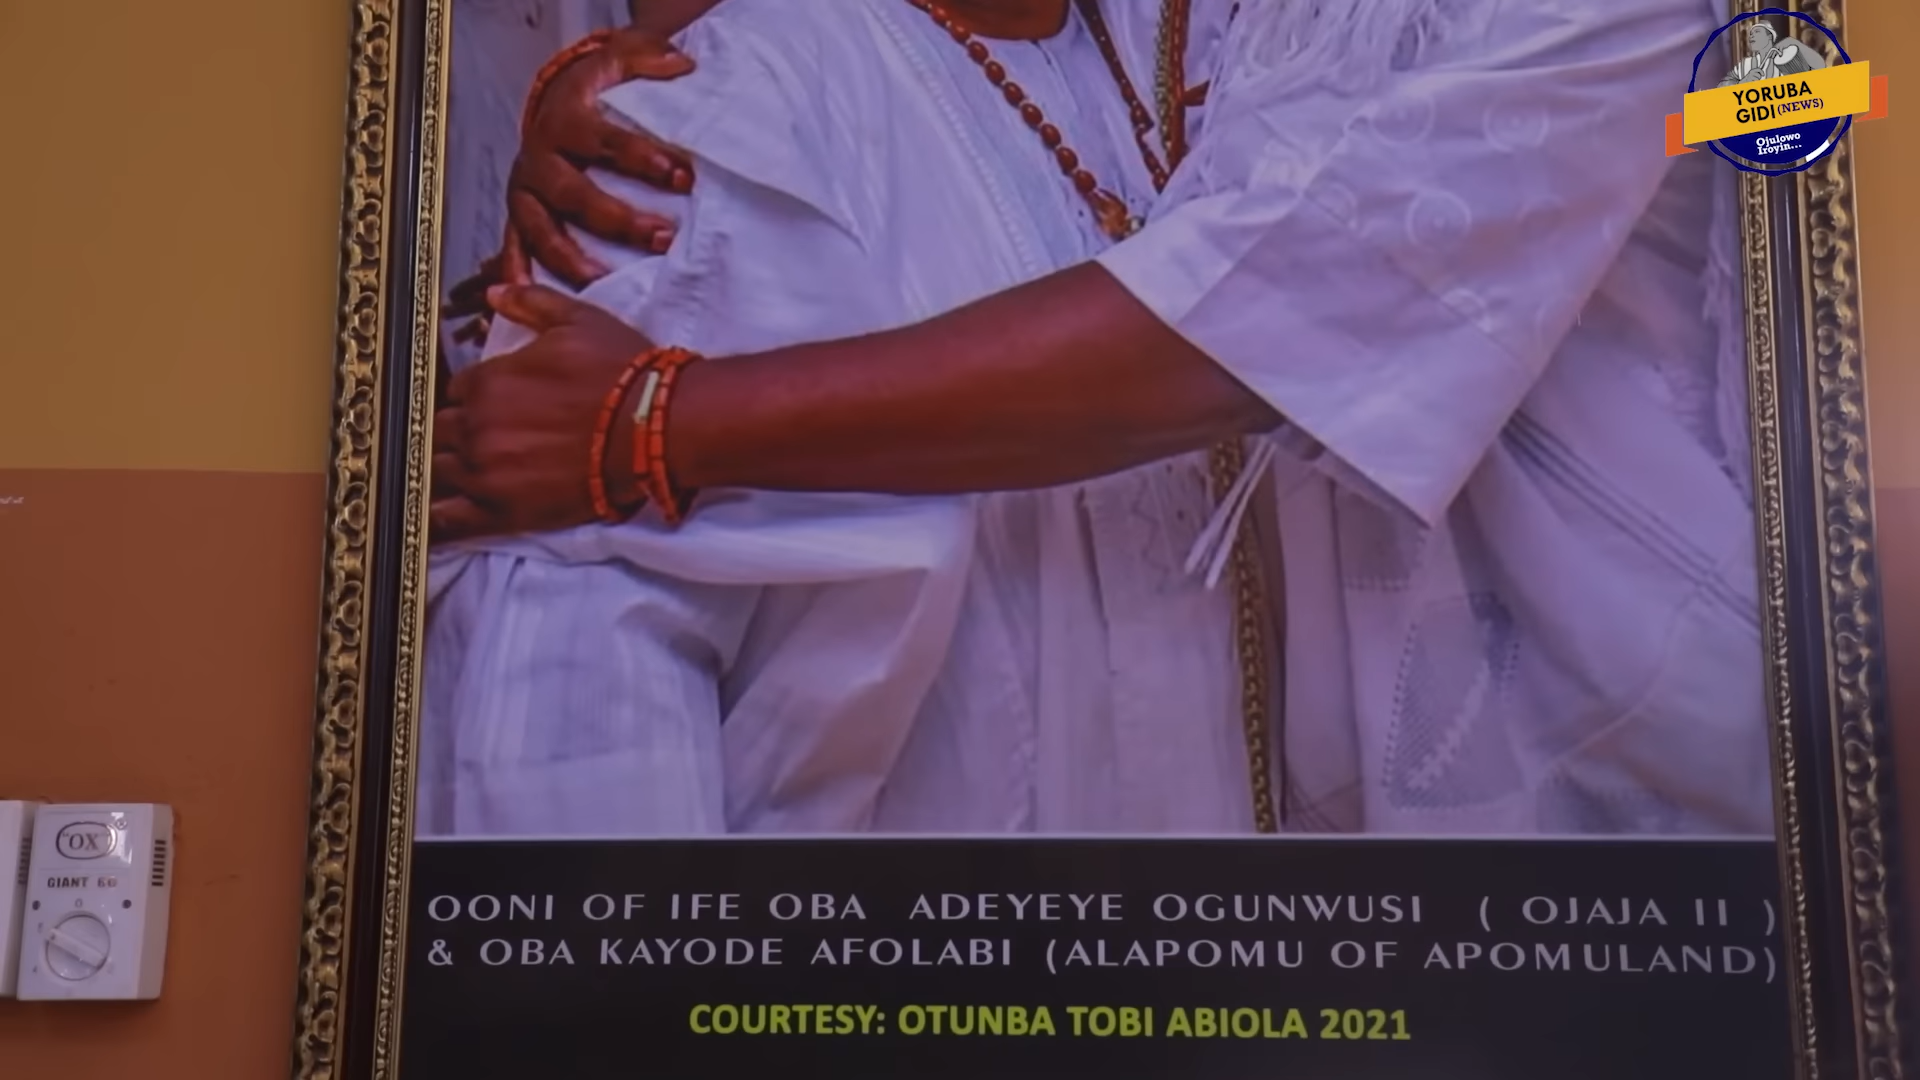 YORUBA
GIDI (NEWS)
Ojulowo
Iroyin...
OX
GIANT
OONI OF IFE OBA ADEYEYE OGUNWUSI ( OJAJA II )
& OBA KAYODE AFOLABI (ALAPOMU OF APOMULAND)
COURTESY: OTUNBA TOBI ABIOLA 2021